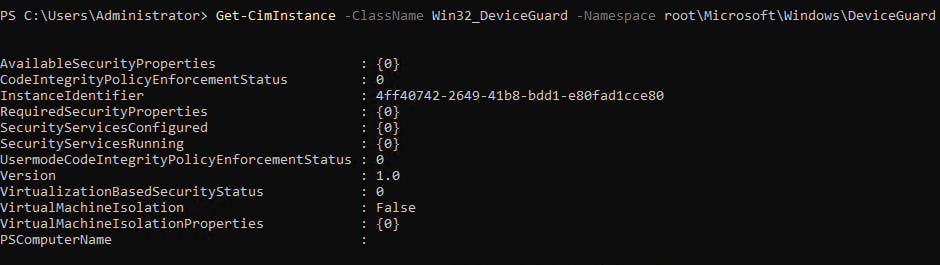 PS C:\Users\Administrator> Get-CimInstance -ClassName Win32_DeviceGuard -Namespace root\Microsoft\Windows\DeviceGuard
AvailableSecurityProperties : {0}
CodeIntegrityPolicyEnforcementStatus : 0
InstanceIdentifier : 4ff40742-2649-41b8-bdd1-e80fad1cce80
RequiredSecurityProperties : {0}
SecurityServicesConfigured : {0}
SecurityServicesRunning : {0}
UsermodeCodeIntegrityPolicyEnforcementStatus : 0
Version : 1.0
VirtualizationBasedSecurityStatus : 0
VirtualMachineIsolation : False
VirtualMachineIsolationProperties : {0}
PSComputerName :